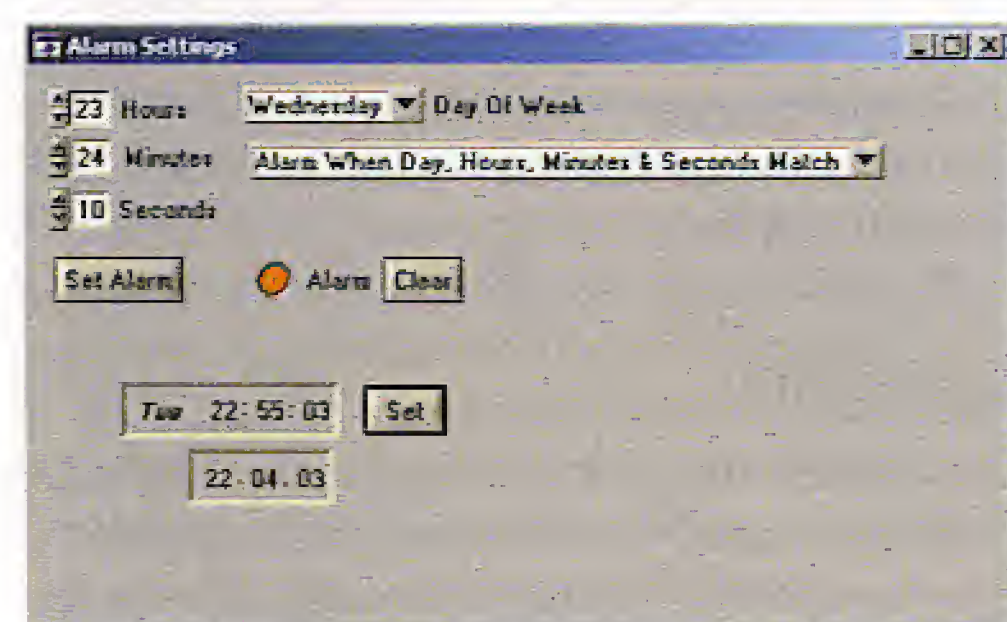 Alarm Settings
23 Hours Wednesday Day Of Week
24 Minutes Alarm When Day, Hours, Minutes & Seconds Match
10 Seconds
Set Alarm Alarm Clear
Tue 22:55:03 Set
22-04-03